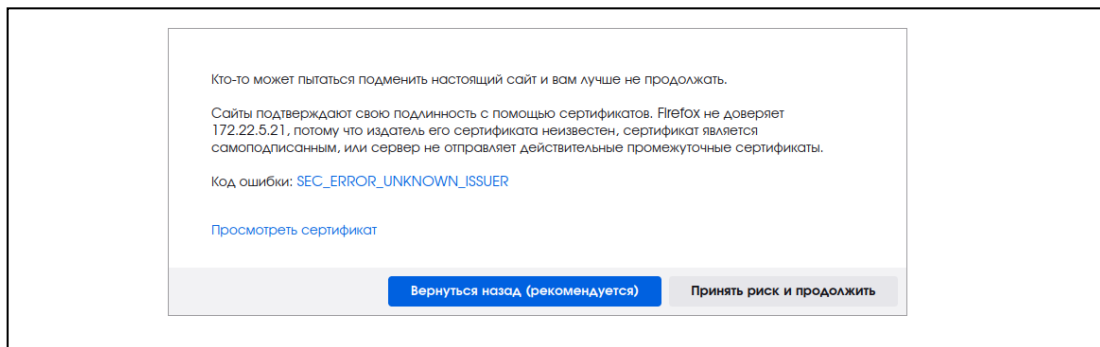 Кто-то может пытаться подменить настоящий сайт и вам лучше не продолжать.
Сайты подтверждают свою подлинность с помощью сертификатов. Firefox не доверяет
172.22.5.21, потому что издатель его сертификата неизвестен, сертификат является
самоподписанным, или сервер не отправляет действительные промежуточные сертификаты.
Код ошибки: SEC_ERROR_UNKNOWN_ISSUER
Просмотреть сертификат
Вернуться назад (рекомендуется) Принять риск и продолжить